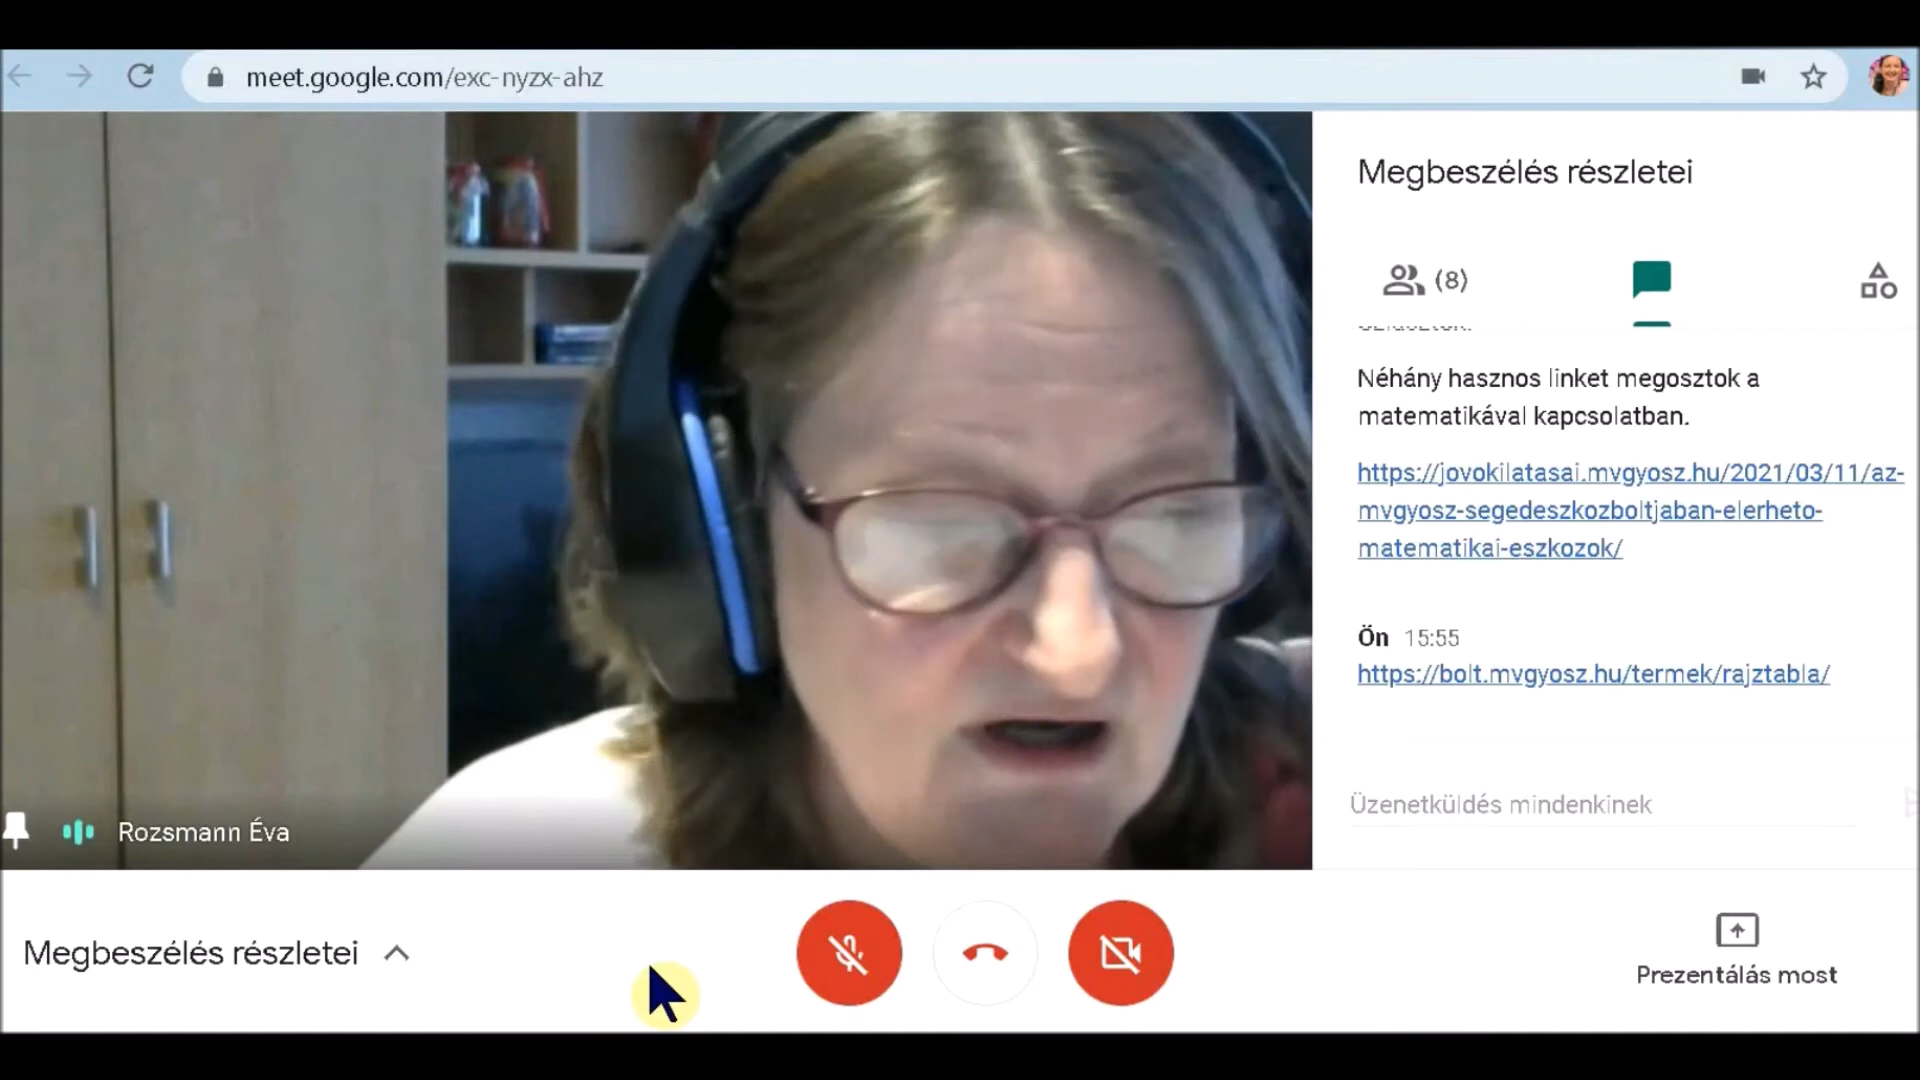 meet.google.com/exc-nyzx-ahz
Megbeszélés részletei
(8)
Néhány hasznos linket megosztok a
matematikával kapcsolatban.
https://jovokilatasai.mvgyosz.hu/2021/03/11/az-
mvgyosz-segedeszkozboltjaban-elerheto-
matematikai-eszkozok/
Ön 15:55
https://bolt.mvgyosz.hu/termek/rajztabla/
Üzenetküldés mindenkinek
Rozsmann Éva
Megbeszélés részletei
Prezentálás most